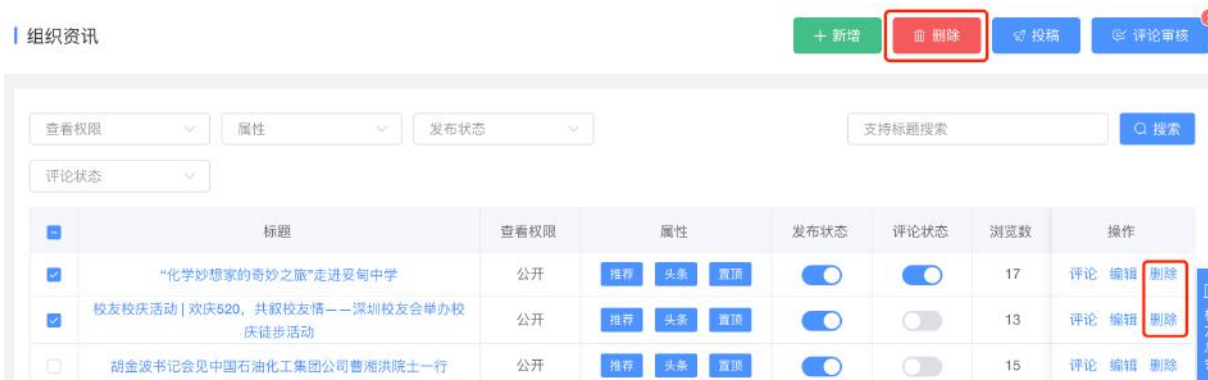 组织资讯
新增
删除
投稿
评论审核
查看权限
属性
发布状态
支持标题搜索
搜索
评论状态
标题
查看权限
属性
发布状态
评论状态
浏览数
操作
“化学妙想家的奇妙之旅”走进妥甸中学
公开
推荐
头条
置顶
17
评论
编辑
删除
校友校庆活动 | 欢庆520，共叙校友情——深圳校友会举办校
庆徒步活动
公开
推荐
头条
置顶
13
评论
编辑
删除
胡金波书记会见中国石油化工集团公司曹湘洪院士一行
公开
推荐
头条
置顶
15
评论
编辑
删除